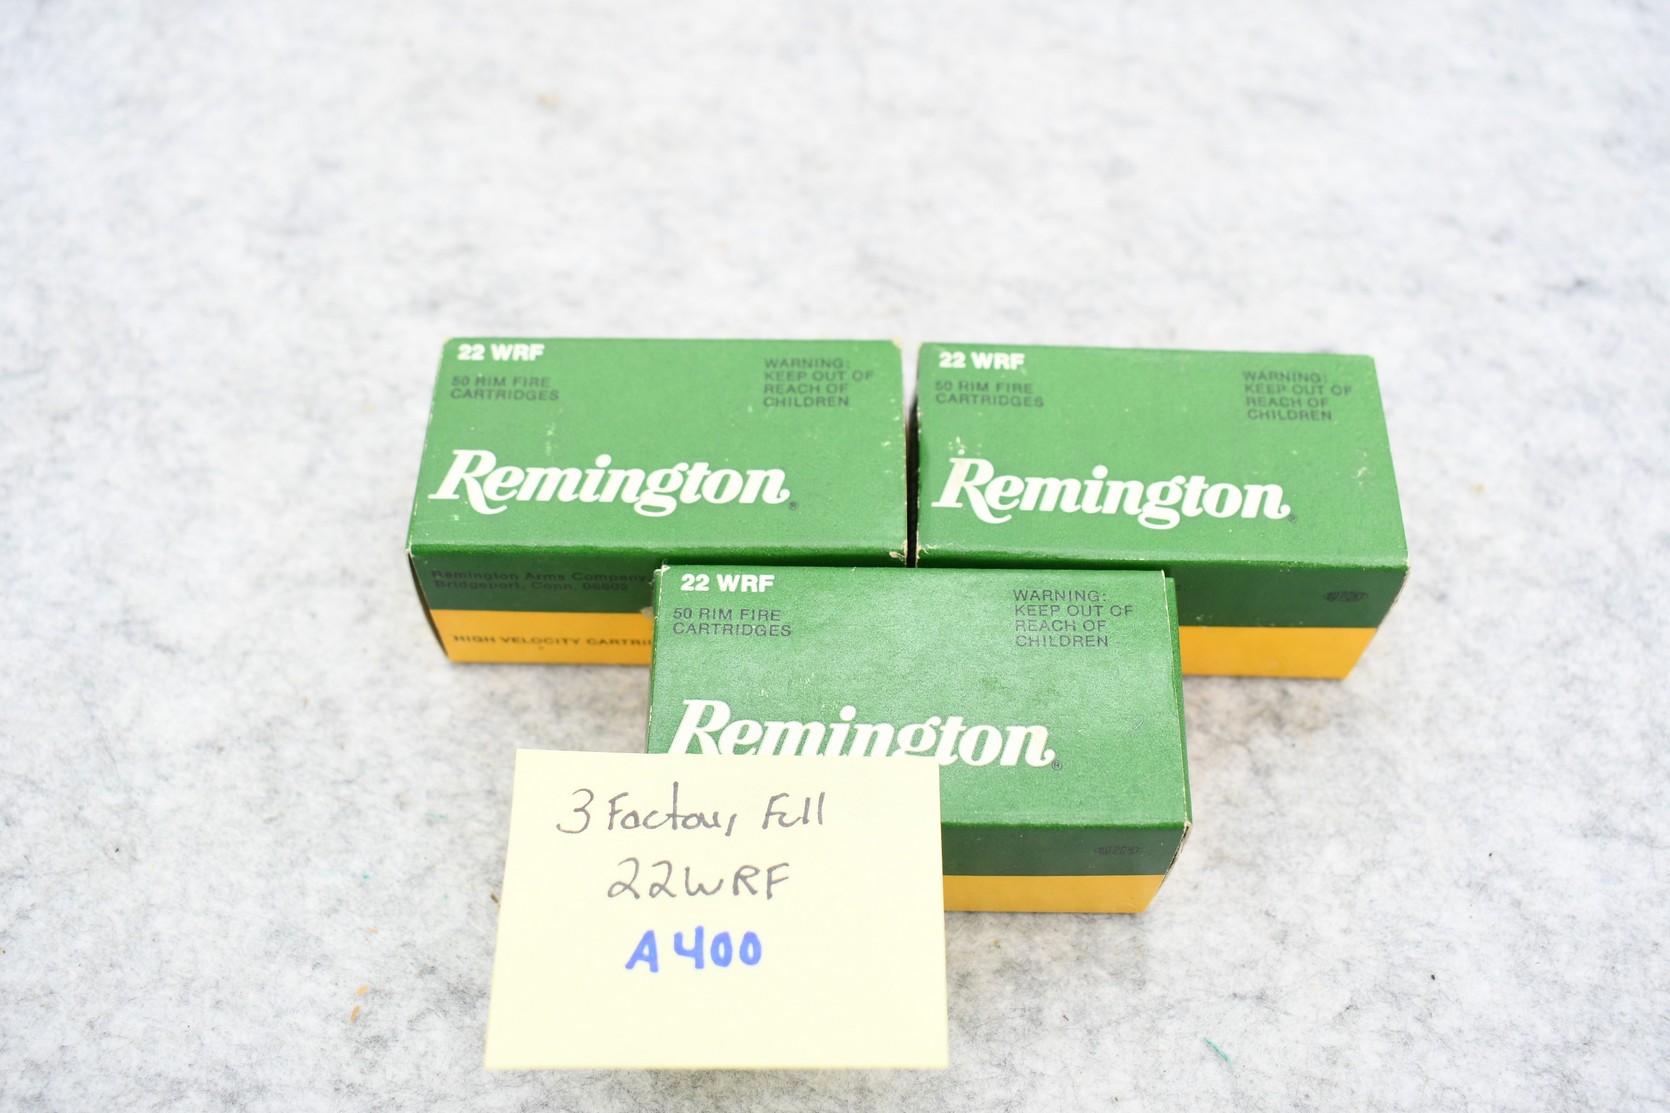 22 WRF
50 RIM FIRE
CARTRIDGES
WARNING:
KEEP OUT OF
REACH OF
CHILDREN
Remington®
Remington Arms Company,
Bridgeport, Conn. 06602
HIGH VELOCITY
22 WRF
50 RIM FIRE
CARTRIDGES
WARNING:
KEEP OUT OF
REACH OF
CHILDREN
Remington®
22 WRF
50 RIM FIRE
CARTRIDGES
WARNING:
KEEP OUT OF
REACH OF
CHILDREN
Remington®
3 Factory Full
22WRF
A400